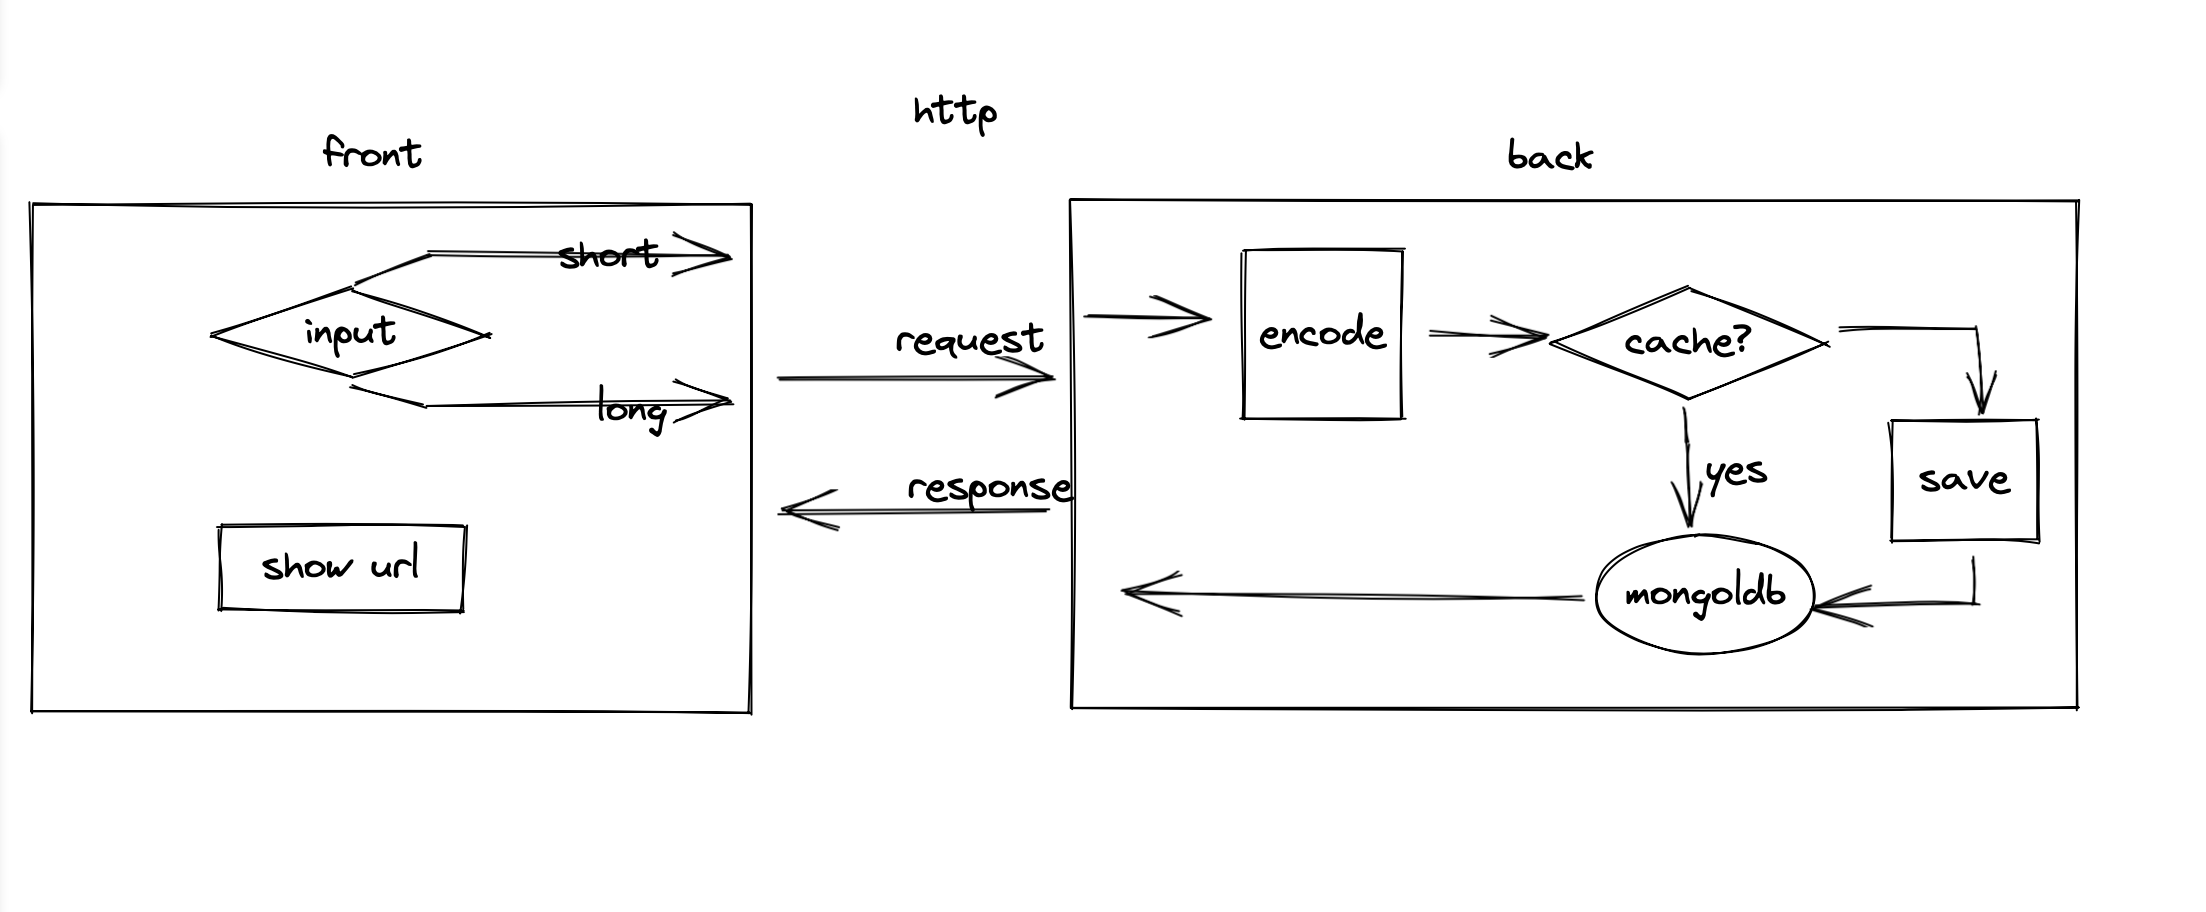 http
front
back
short
input
long
show url
request
response
encode
cache?
yes
save
mongoldb